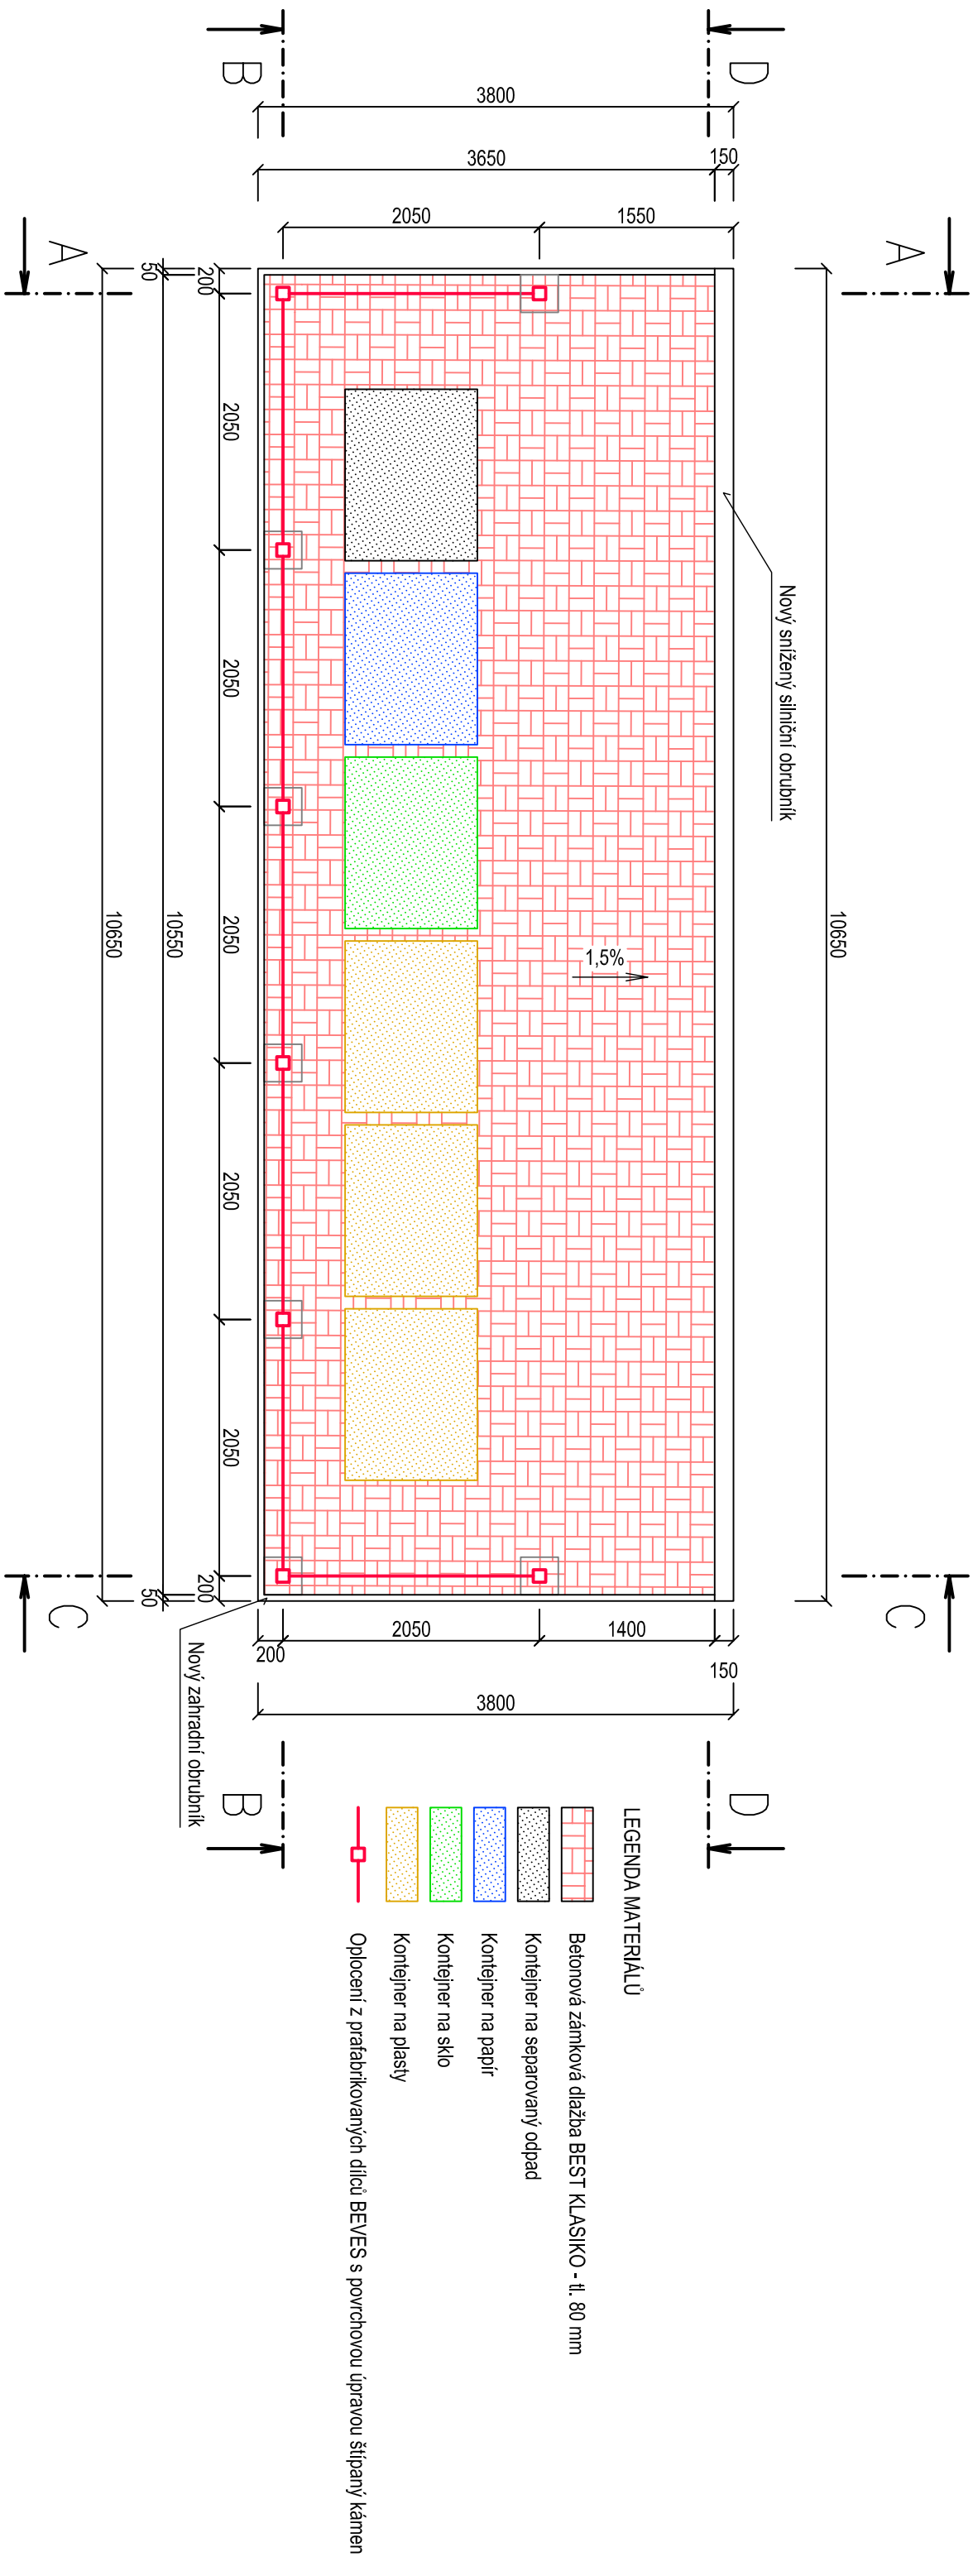 A
A
10650
Nový snížený silniční obrubník
D
D
150
3650
3800
1550
2050
1,5%
1400
150
2050
200
3800
B
B
200
2050
2050
2050
2050
2050
200
50
10550
50
10650
Nový zahradní obrubník
C
C
LEGENDA MATERIÁLŮ
Betonová zámková dlažba BEST KLASIKO - tl. 80 mm
Kontejner na separovaný odpad
Kontejner na papír
Kontejner na sklo
Kontejner na plasty
Oplocení z prafabrikovaných dílců BEVES s povrchovou úpravou štípaný kámen